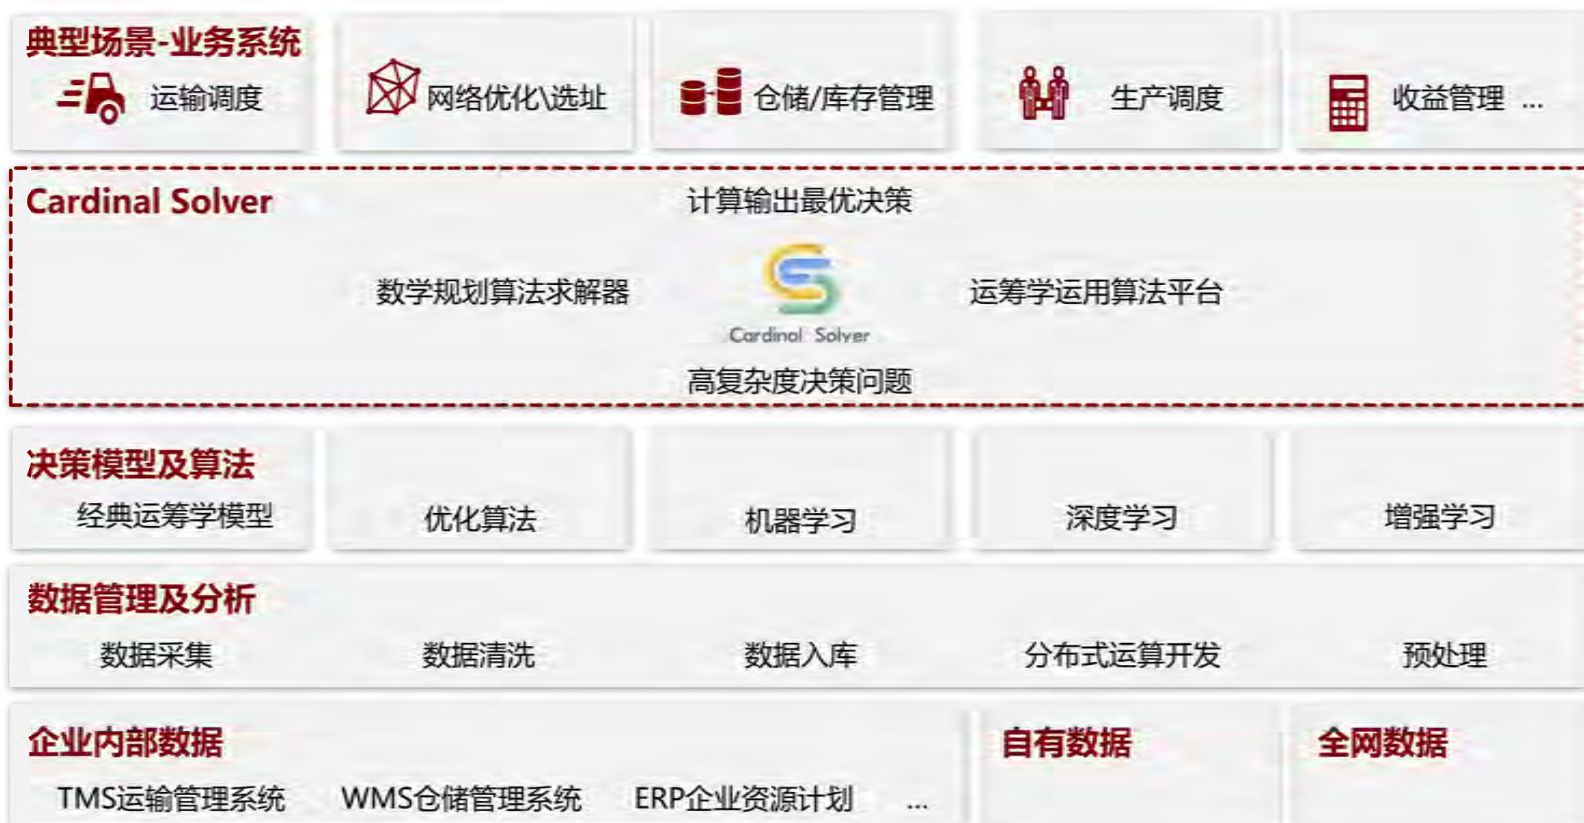 典型场景-业务系统
运输调度
网络优化\选址
仓储/库存管理
生产调度
收益管理 ...
Cardinal Solver
计算输出最优决策
数学规划算法求解器
运筹学运用算法平台
Cardinal Solver
高复杂度决策问题
决策模型及算法
经典运筹学模型
优化算法
机器学习
深度学习
增强学习
数据管理及分析
数据采集
数据清洗
数据入库
分布式运算开发
预处理
企业内部数据
自有数据
全网数据
TMS运输管理系统
WMS仓储管理系统
ERP企业资源计划
...